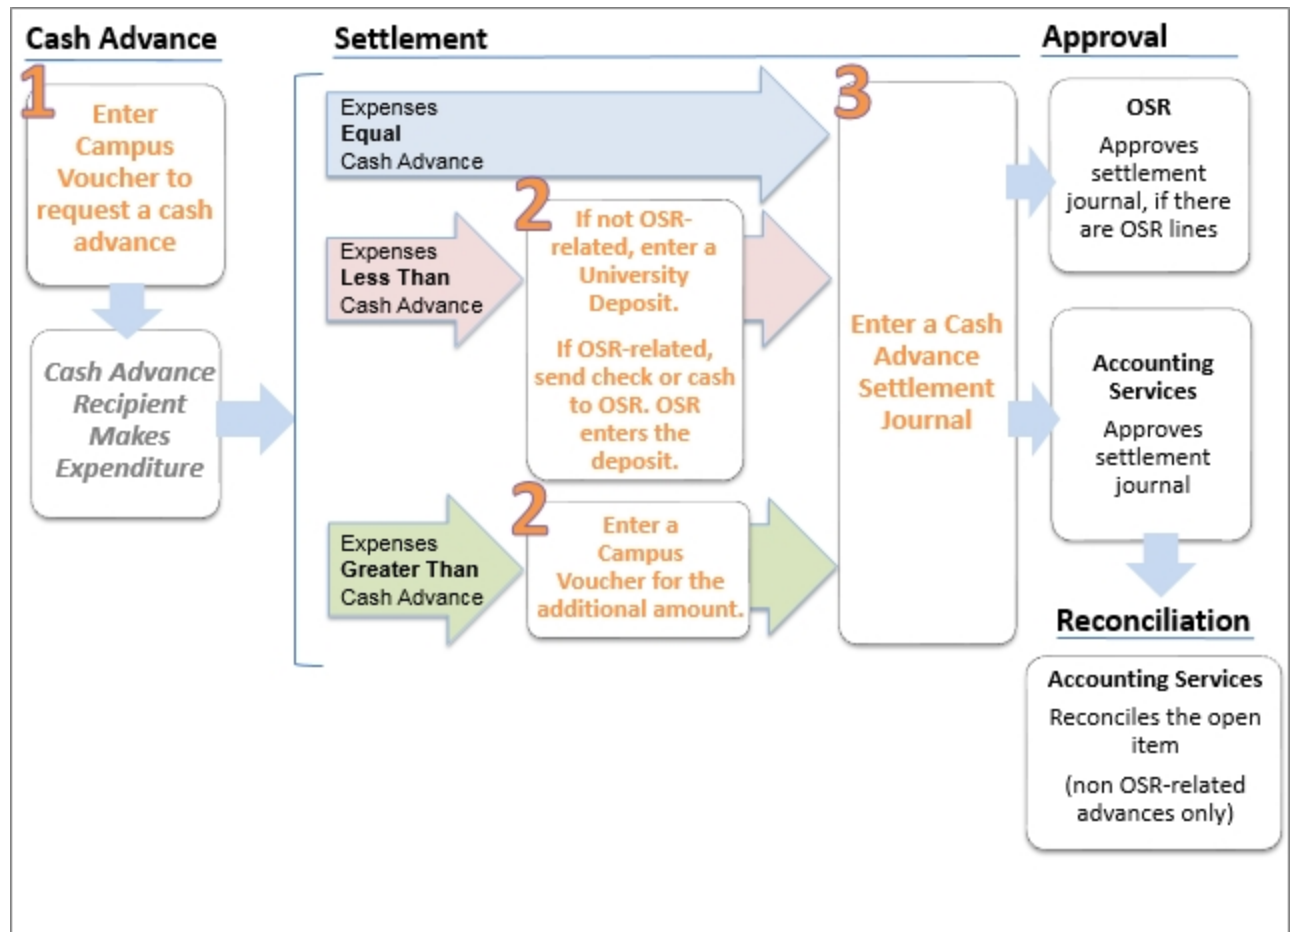 Cash Advance
1
Enter
Campus
Voucher to
request a cash
advance
Cash Advance
Recipient
Makes
Expenditure
Settlement
Expenses
Equal
Cash Advance
Expenses
Less Than
Cash Advance
2
If not OSR-
related, enter a
University
Deposit.
If OSR-related,
send check or cash
to OSR. OSR
enters the
deposit.
Expenses
Greater Than
Cash Advance
2
Enter a
Campus
Voucher for the
additional amount.
3
Enter a Cash
Advance
Settlement
Journal
Approval
OSR
Approves
settlement
journal, if there
are OSR lines
Accounting
Services
Approves
settlement
journal
Reconciliation
Accounting Services
Reconciles the open
item
(non OSR-related
advances only)